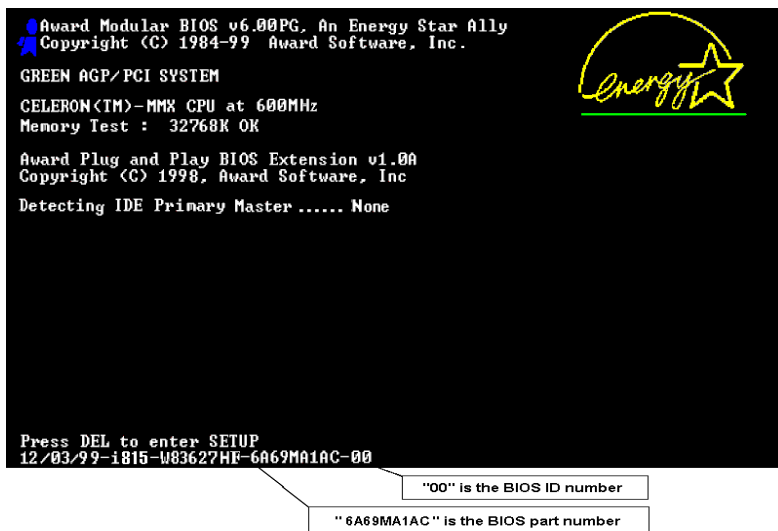 Award Modular BIOS v6.00PG, An Energy Star Ally
Copyright (C) 1984-99 Award Software, Inc.
energy
GREEN AGP/PCI SYSTEM
CELERON(TM)-MMX CPU at 600MHz
Memory Test : 32768K OK
Award Plug and Play BIOS Extension v1.0A
Copyright (C) 1998, Award Software, Inc
Detecting IDE Primary Master ...... None
Press DEL to enter SETUP
12/03/99-i815-W83627HF-6A69MA1AC-00
"00" is the BIOS ID number
"6A69MA1AC" is the BIOS part number